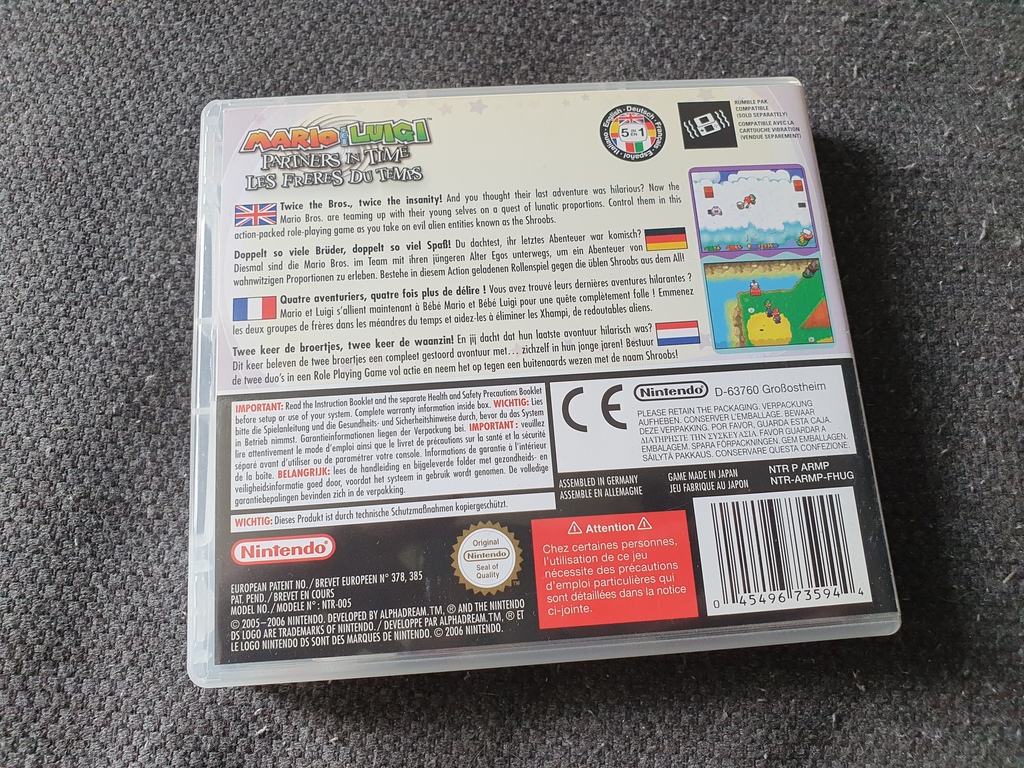 MARIO & LUIGI™
PARTNERS IN TIME
LES FRÈRES DU TEMPS
English · Deutsch · Français · Español · Italiano
5 IN EN 1
RUMBLE PAK
COMPATIBLE
(SOLD SEPARATELY)
COMPATIBLE AVEC LA
CARTOUCHE VIBRATION
(VENDUE SEPAREMENT)
Twice the Bros., twice the insanity! And you thought their last adventure was hilarious? Now the
Mario Bros. are teaming up with their young selves on a quest of lunatic proportions. Control them in this
action-packed role-playing game as you take on evil alien entities known as the Shroobs.
Doppelt so viele Brüder, doppelt so viel Spaß! Du dachtest, ihr letztes Abenteuer war komisch?
Diesmal sind die Mario Bros. im Team mit ihren jüngeren Alter Egos unterwegs, um ein Abenteuer von
wahnwitzigen Proportionen zu erleben. Bestehe in diesem Action geladenen Rollenspiel gegen die üblen Shroobs aus dem All!
Quatre aventuriers, quatre fois plus de délire ! Vous avez trouvé leurs dernières aventures hilarantes ?
Mario et Luigi s'allient maintenant à Bébé Mario et Bébé Luigi pour une quête complètement folle ! Emmenez
les deux groupes de frères dans les méandres du temps et aidez-les à éliminer les Xhampi, de redoutables aliens.
Twee keer de broertjes, twee keer de waanzin! En jij dacht dat hun laatste avontuur hilarisch was?
Dit keer beleven de twee broertjes een compleet gestoord avontuur met... zichzelf in hun jonge jaren! Bestuur
de twee duo's in een Role Playing Game vol actie en neem het op tegen een buitenaards wezen met de naam Shroobs!
IMPORTANT: Read the Instruction Booklet and the separate Health and Safety Precautions Booklet
before setup or use of your system. Complete warranty information inside box. WICHTIG: Lies
bitte die Spielanleitung und die Gesundheits- und Sicherheitshinweise durch, bevor du das System
in Betrieb nimmst. Garantieinformationen liegen der Verpackung bei. IMPORTANT : veuillez
lire attentivement le mode d'emploi ainsi que le livret de précautions sur la santé et la sécurité
séparé avant d'utiliser ou de paramétrer votre console. Informations de garantie à l'intérieur
de la boîte. BELANGRIJK: lees de handleiding en bijgeleverde folder met gezondheids- en
veiligheidsinformatie goed door, voordat het systeem in gebruik wordt genomen. De volledige
garantiebepalingen bevinden zich in de verpakking.
WICHTIG: Dieses Produkt ist durch technische Schutzmaßnahmen kopiergeschützt.
CE
Nintendo® D-63760 Großostheim
PLEASE RETAIN THE PACKAGING. VERPACKUNG
AUFHEBEN. CONSERVER L'EMBALLAGE. BEWAAR
DEZE VERPAKKING. POR FAVOR, GUARDA ESTA CAJA.
ΔΙΑΤΗΡΗΣΤΕ ΤΗΝ ΣΥΣΚΕΥΑΣΙΑ. FAVOR GUARDAR A
EMBALAGEM. SPARA FÖRPACKNINGEN. GEM EMBALLAGEN.
SÄILYTÄ PAKKAUS. CONSERVARE QUESTA CONFEZIONE.
ASSEMBLED IN GERMANY
ASSEMBLE EN ALLEMAGNE
GAME MADE IN JAPAN
JEU FABRIQUE AU JAPON
NTR P ARMP
NTR-ARMP-FHUG
Nintendo®
Original
Nintendo
Seal of
Quality
TM
⚠ Attention ⚠
Chez certaines personnes,
l'utilisation de ce jeu
nécessite des précautions
d'emploi particulières qui
sont détaillées dans la notice
ci-jointe.
EUROPEAN PATENT NO. / BREVET EUROPEEN N° 378, 385
PAT. PEND. / BREVET EN COURS
MODEL NO. / MODELE N° : NTR-005
© 2005–2006 NINTENDO. DEVELOPED BY ALPHADREAM. TM, ® AND THE NINTENDO
DS LOGO ARE TRADEMARKS OF NINTENDO. / DEVELOPPE PAR ALPHADREAM. TM, ® ET
LE LOGO NINTENDO DS SONT DES MARQUES DE NINTENDO. © 2006 NINTENDO.
0 45496 73594 4